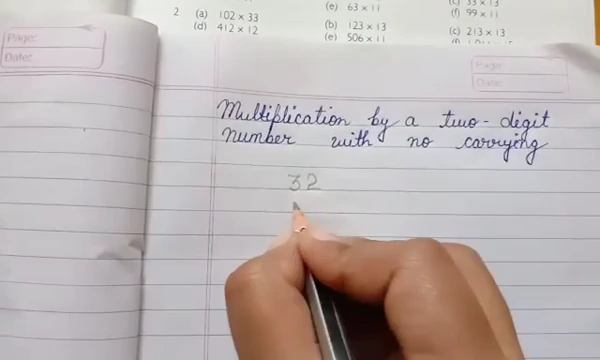 (e) 63 × 11
(c) 33 × 13
(f) 99 × 11
2 (a) 102 × 33
(b) 123 × 13
(c) 213 × 13
(d) 412 × 12
(e) 506 × 11
Page:
Date:
Page:
Date:
Multiplication by a two-digit
number with no carrying
32